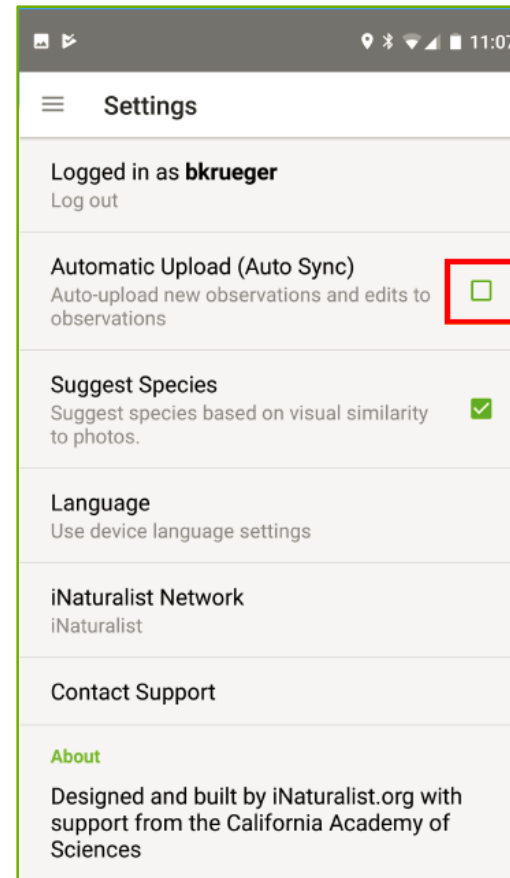 11:07
Settings
Logged in as bkrueger
Log out
Automatic Upload (Auto Sync)
Auto-upload new observations and edits to
observations
Suggest Species
Suggest species based on visual similarity
to photos.
Language
Use device language settings
iNaturalist Network
iNaturalist
Contact Support
About
Designed and built by iNaturalist.org with
support from the California Academy of
Sciences